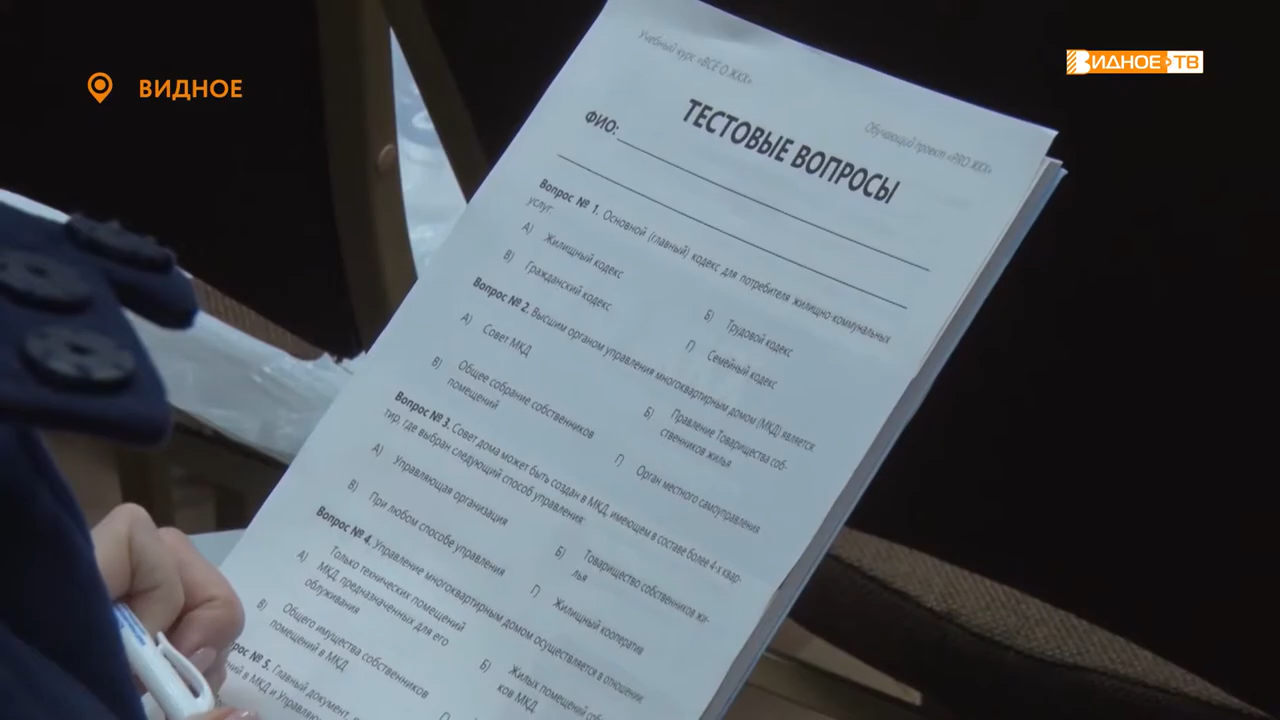 ВИДНОЕ
ВИДНОЕ ТВ
Учебный курс «ВСЁ О ЖКХ»
Обучающий проект «PRO ЖКХ»
ТЕСТОВЫЕ ВОПРОСЫ
ФИО:
Вопрос № 1. Основной (главный) кодекс для потребителя жилищно-коммунальных
услуг
А) Жилищный кодекс
Б) Трудовой кодекс
В) Гражданский кодекс
Г) Семейный кодекс
Вопрос № 2. Высшим органом управления многоквартирным домом (МКД) является
А) Совет МКД
Б) Правление Товарищества соб-
ственников жилья
В) Общее собрание собственников
помещений
Г) Орган местного самоуправления
Вопрос № 3. Совет дома может быть создан в МКД, имеющем в составе более 4-х квар-
тир, где выбран следующий способ управления:
А) Управляющая организация
Б) Товарищество собственников жи-
лья
В) При любом способе управления
Г) Жилищный кооператив
Вопрос № 4. Управление многоквартирным домом осуществляется в отношении
А) Только технических помещений
МКД, предназначенных для его
обслуживания
Б) Жилых помещений
ков МКД
В) Общего имущества собственников
помещений в МКД
Г)
№ 5. Главный документ,
в МКД и